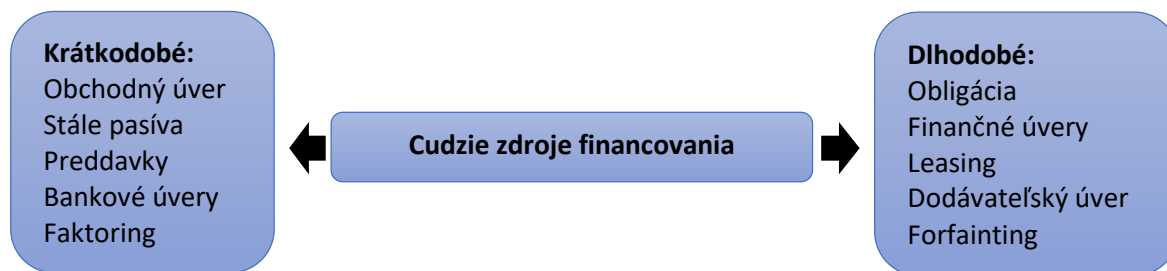 Krátkodobé:
Obchodný úver
Stále pasíva
Preddavky
Bankové úvery
Faktoring
Cudzie zdroje financovania
Dlhodobé:
Obligácia
Finančné úvery
Leasing
Dodávateľský úver
Forfainting